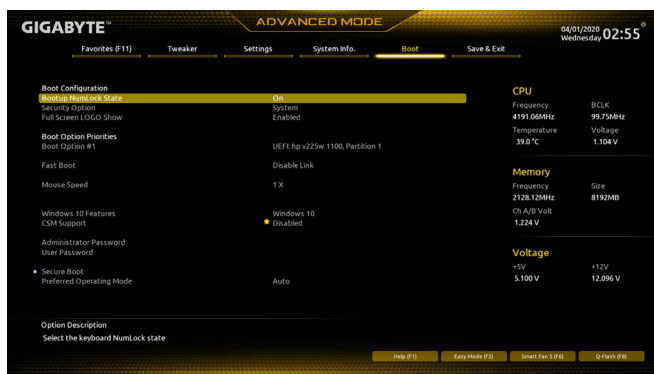 GIGABYTE™
ADVANCED MODE
04/01/2020
Wednesday
02:55
Favorites (F11) Tweaker Settings System Info. Boot Save & Exit
Boot Configuration
Bootup NumLock State On
Security Option System
Full Screen LOGO Show Enabled
Boot Option Priorities
Boot Option #1 UEFI: hp v225w 1100, Partition 1
Fast Boot Disable Link
Mouse Speed 1 X
Windows 10 Features Windows 10
CSM Support Disabled
Administrator Password
User Password
Secure Boot
Preferred Operating Mode Auto
Option Description
Select the keyboard NumLock state
CPU
Frequency BCLK
4191.06MHz 99.75MHz
Temperature Voltage
39.0 °C 1.104 V
Memory
Frequency Size
2128.12MHz 8192MB
Ch A/B Volt
1.224 V
Voltage
+5V +12V
5.100 V 12.096 V
Help (F1) Easy Mode (F2) Smart Fan 5 (F6) Q-Flash (F8)